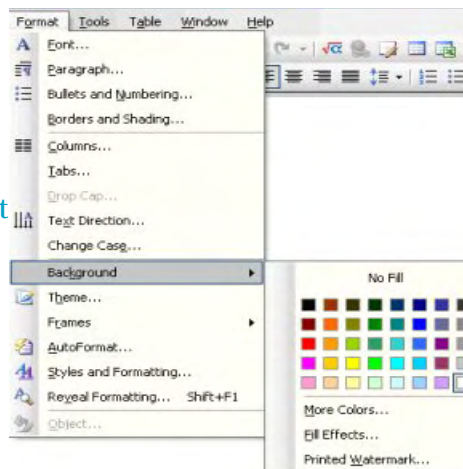 Format Tools Table Window Help
Font...
Paragraph...
Bullets and Numbering...
Borders and Shading...
Columns...
Tabs...
Drop Cap...
t
Text Direction...
Change Case...
Background
No Fill
Theme...
Frames
AutoFormat...
Styles and Formatting...
Reveal Formatting... Shift+F1
More Colors...
Object...
Fill Effects...
Printed Watermark...